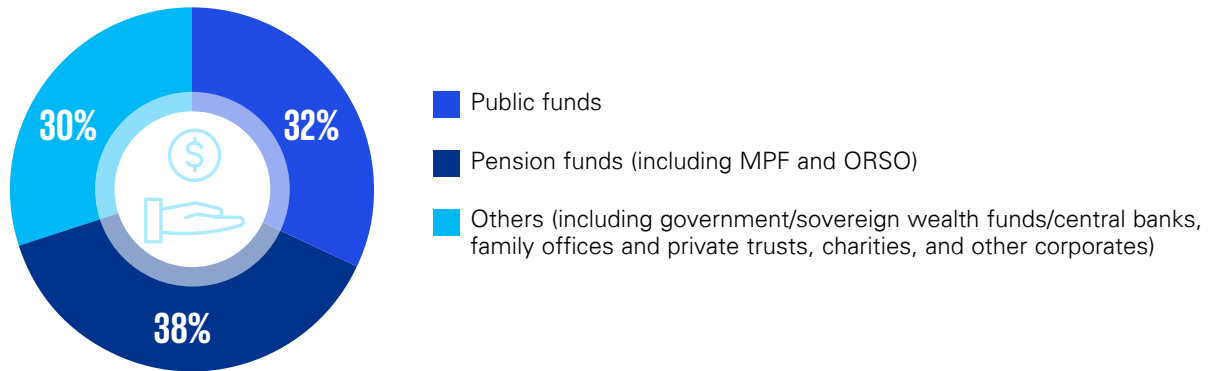 30%
32%
38%
$
Public funds
Pension funds (including MPF and ORSO)
Others (including government/sovereign wealth funds/central banks,
family offices and private trusts, charities, and other corporates)